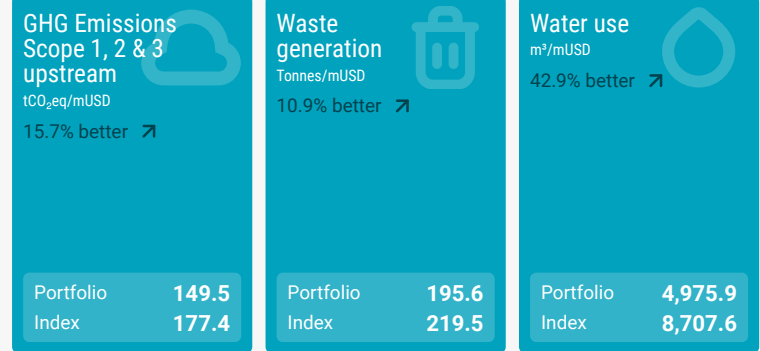 GHG Emissions
Scope 1, 2 & 3
upstream
tCO₂eq/mUSD
15.7% better
Portfolio 149.5
Index 177.4
Waste
generation
Tonnes/mUSD
10.9% better
Portfolio 195.6
Index 219.5
Water use
m³/mUSD
42.9% better
Portfolio 4,975.9
Index 8,707.6